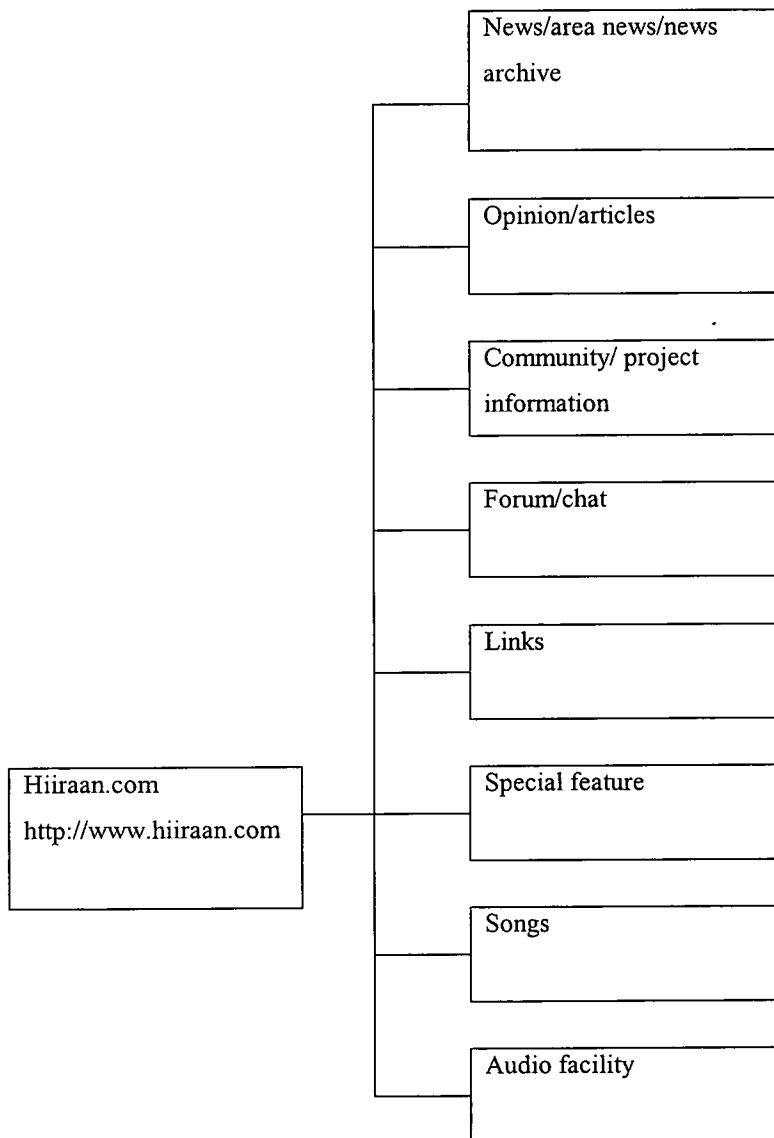 News/area news/news
archive
Opinion/articles
Community/ project
information
Forum/chat
Links
Hiiraan.com
http://www.hiiraan.com
Special feature
Songs
Audio facility